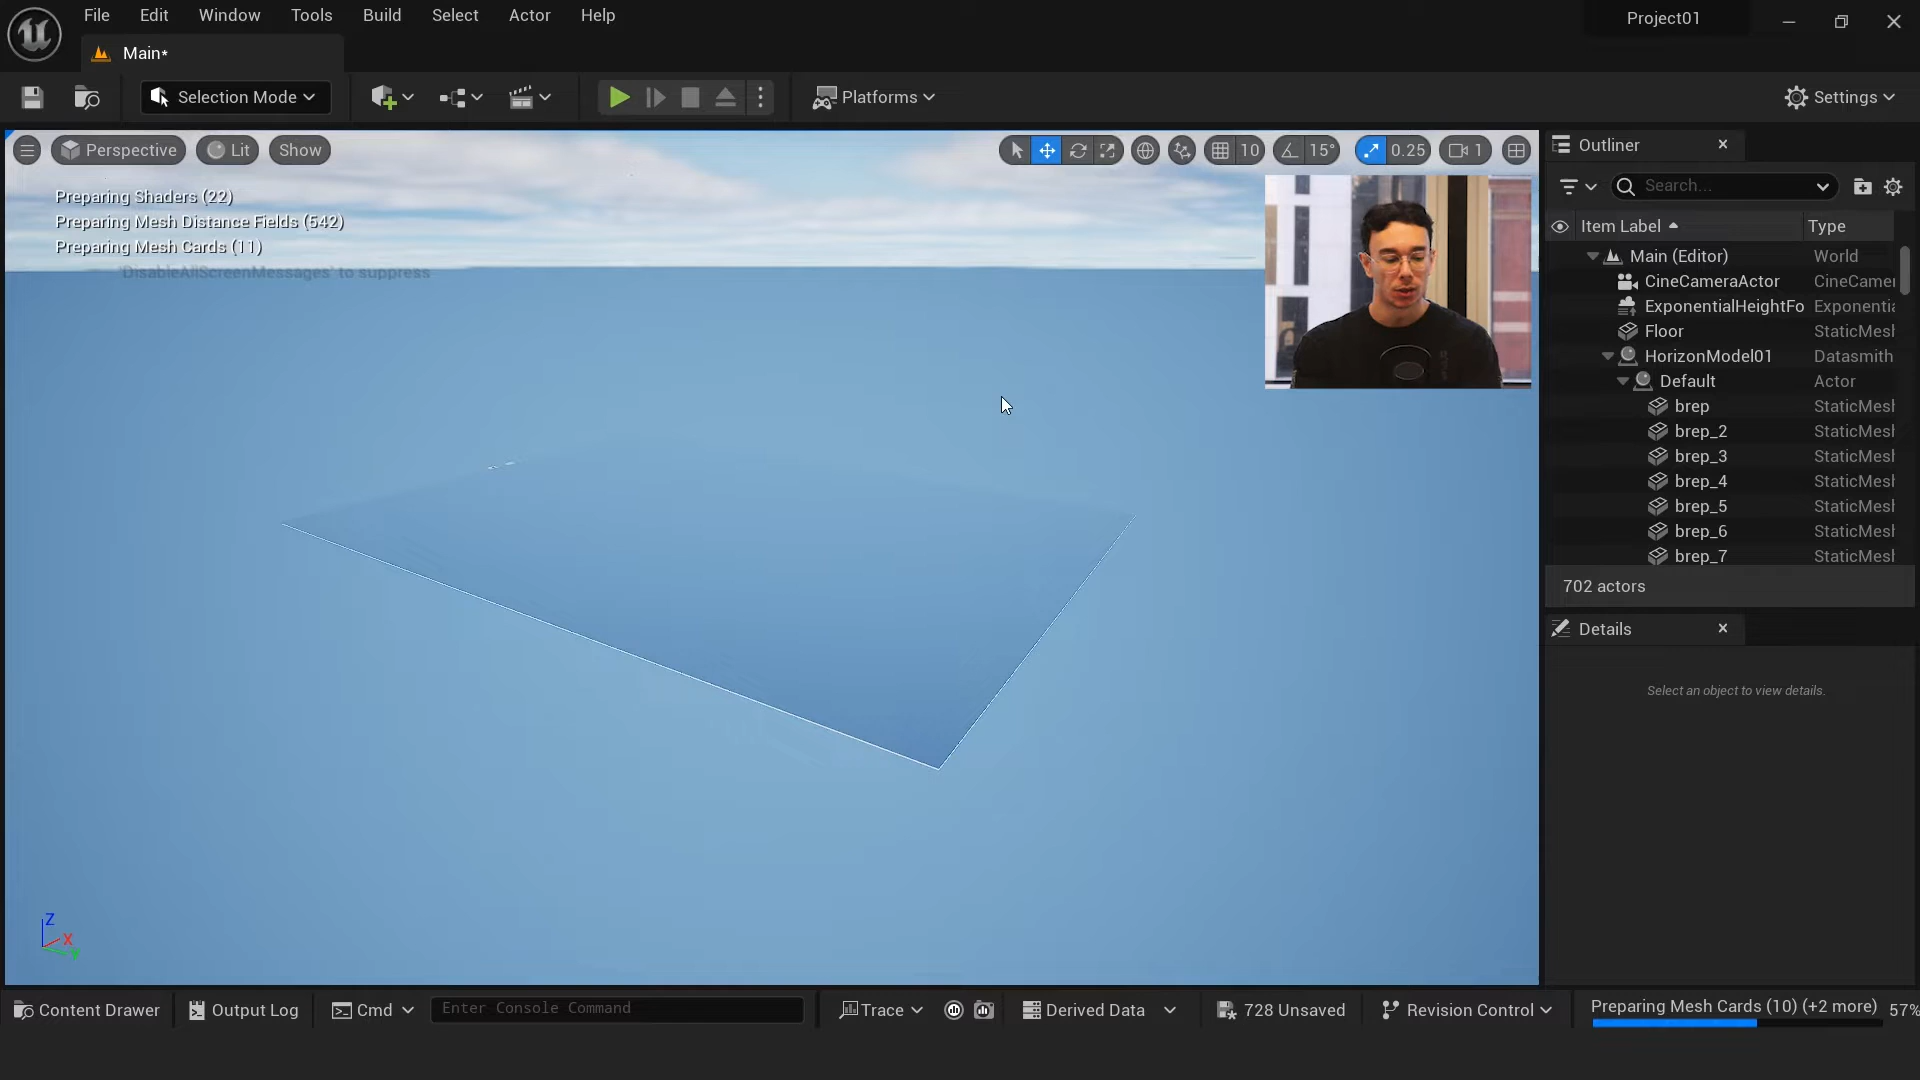 File Edit Window Tools Build Select Actor Help
Project01
Main*
Selection Mode
Platforms
Settings
Perspective
Lit
Show
10
15°
0.25
1
Preparing Shaders (22)
Preparing Mesh Distance Fields (542)
Preparing Mesh Cards (11)
'DisableAllScreenMessages' to suppress
Z
X
Y
Outliner
Search...
Item Label Type
Main (Editor) World
CineCameraActor CineCamer
ExponentialHeightFo Exponentia
Floor StaticMesh
HorizonModel01 Datasmith
Default Actor
brep StaticMesh
brep_2 StaticMesh
brep_3 StaticMesh
brep_4 StaticMesh
brep_5 StaticMesh
brep_6 StaticMesh
brep_7 StaticMesh
702 actors
Details
Select an object to view details.
Content Drawer
Output Log
Cmd
Enter Console Command
Trace
Derived Data
728 Unsaved
Revision Control
Preparing Mesh Cards (10) (+2 more) 57%